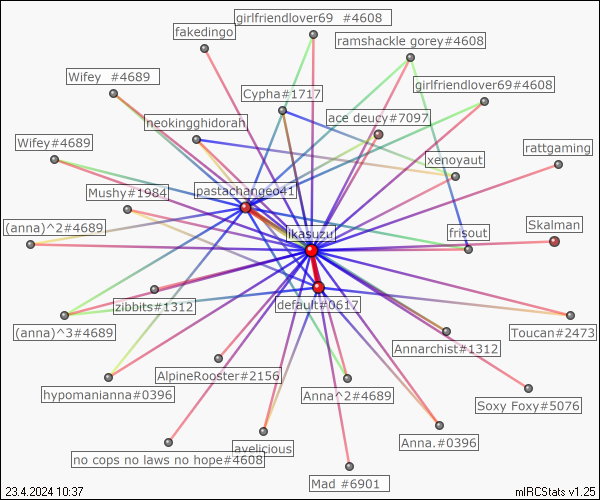 girlfriendlover69 #4608
fakedingo
ramshackle gorey#4608
Wifey #4689
girlfriendlover69#4608
Cypha#1717
neokingghidorah
ace deucy#7097
Wifey#4689
rattgaming
xenoyaut
Mushy#1984
pastachangeo41
(anna)^2#4689
likasuzu
frisout
Skalman
zibbits#1312
default#0617
(anna)^3#4689
Toucan#2473
Annarchist#1312
AlpineRooster#2156
hypomanianna#0396
Anna^2#4689
Soxy Foxy#5076
Anna.#0396
avelicious
no cops no laws no hope#4608
Mad #6901
23.4.2024 10:37
mIRCStats v1.25